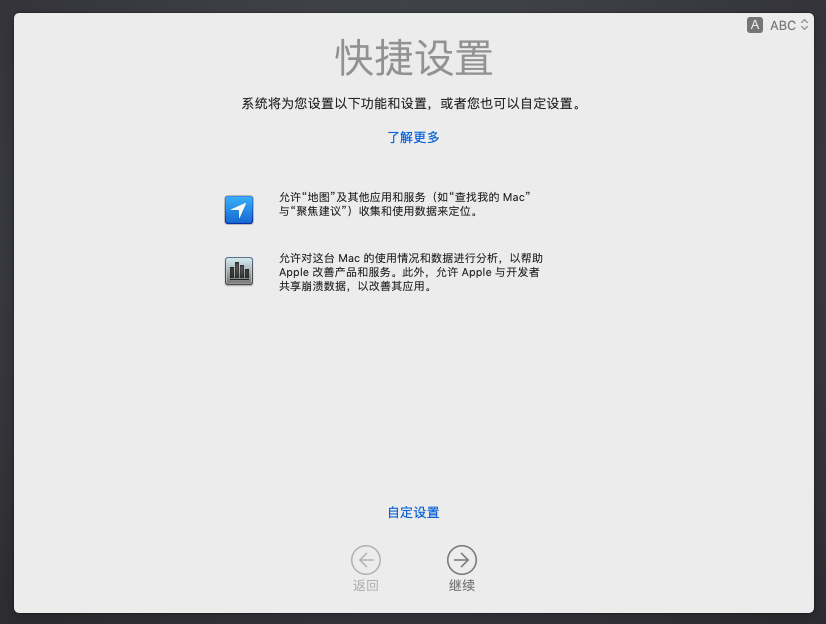 A ABC
快捷设置
系统将为您设置以下功能和设置，或者您也可以自定设置。
了解更多
允许“地图”及其他应用和服务（如“查找我的 Mac”
与“聚焦建议”）收集和使用数据来定位。
允许对这台 Mac 的使用情况和数据进行分析，以帮助
Apple 改善产品和服务。此外，允许 Apple 与开发者
共享崩溃数据，以改善其应用。
自定设置
返回
继续